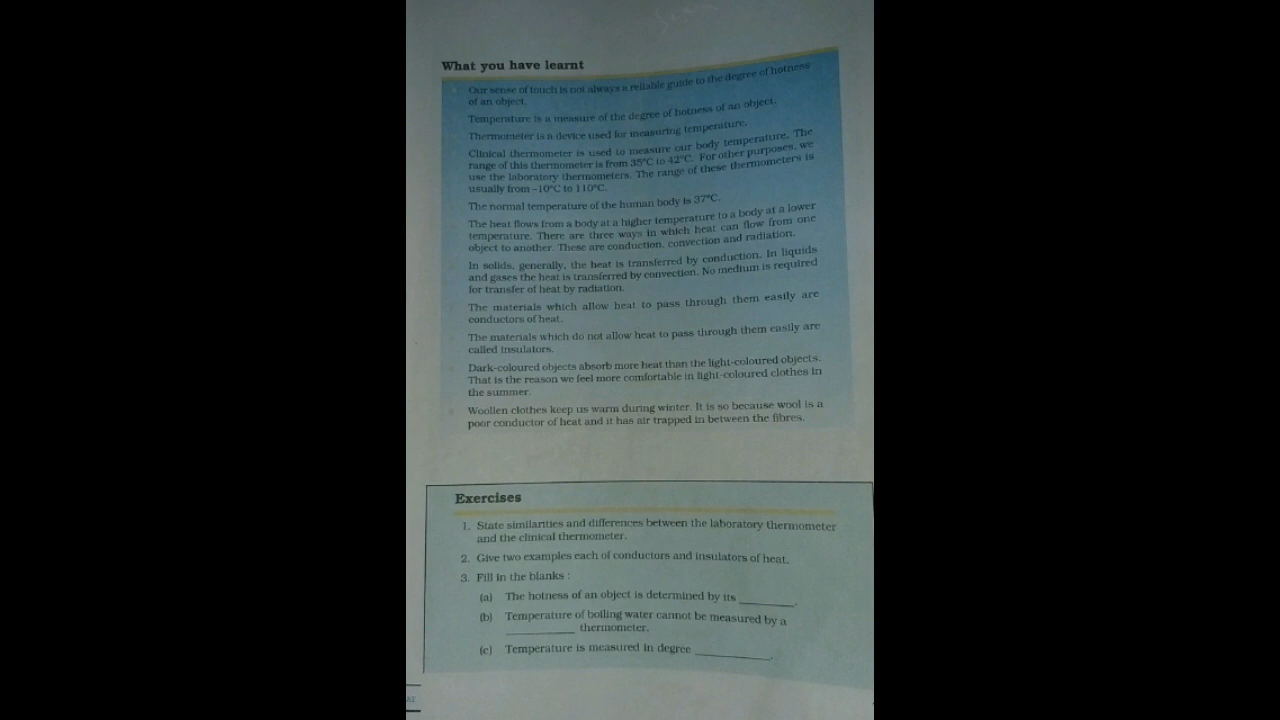 What you have learnt
Our sense of touch is not always a reliable guide to the degree of hotness
of an object.
Temperature is a measure of the degree of hotness of an object.
Thermometer is a device used for measuring temperature.
Clinical thermometer is used to measure our body temperature. The
range of this thermometer is from 35°C to 42°C. For other purposes, we
use the laboratory thermometers. The range of these thermometers is
usually from –10°C to 110°C.
The normal temperature of the human body is 37°C.
The heat flows from a body at a higher temperature to a body at a lower
temperature. There are three ways in which heat can flow from one
object to another. These are conduction, convection and radiation.
In solids, generally, the heat is transferred by conduction. In liquids
and gases the heat is transferred by convection. No medium is required
for transfer of heat by radiation.
The materials which allow heat to pass through them easily are
conductors of heat.
The materials which do not allow heat to pass through them easily are
called insulators.
Dark-coloured objects absorb more heat than the light-coloured objects.
That is the reason we feel more comfortable in light-coloured clothes in
the summer.
Woollen clothes keep us warm during winter. It is so because wool is a
poor conductor of heat and it has air trapped in between the fibres.
Exercises
1. State similarities and differences between the laboratory thermometer
and the clinical thermometer.
2. Give two examples each of conductors and insulators of heat.
3. Fill in the blanks :
(a) The hotness of an object is determined by its ________.
(b) Temperature of boiling water cannot be measured by a
__________ thermometer.
(c) Temperature is measured in degree ___________.
AT